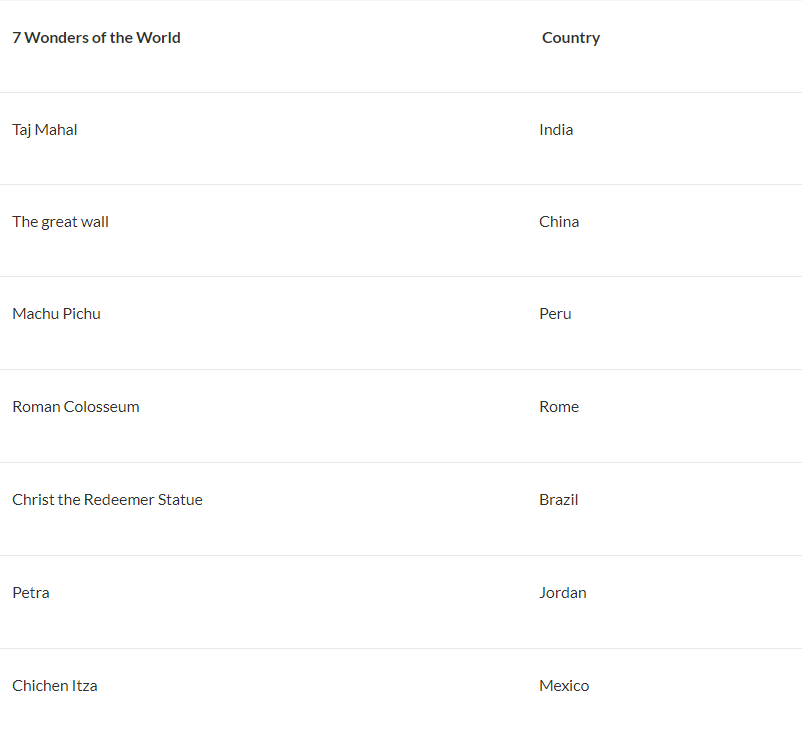 7 Wonders of the World Country
Taj Mahal India
The great wall China
Machu Pichu Peru
Roman Colosseum Rome
Christ the Redeemer Statue Brazil
Petra Jordan
Chichen Itza Mexico